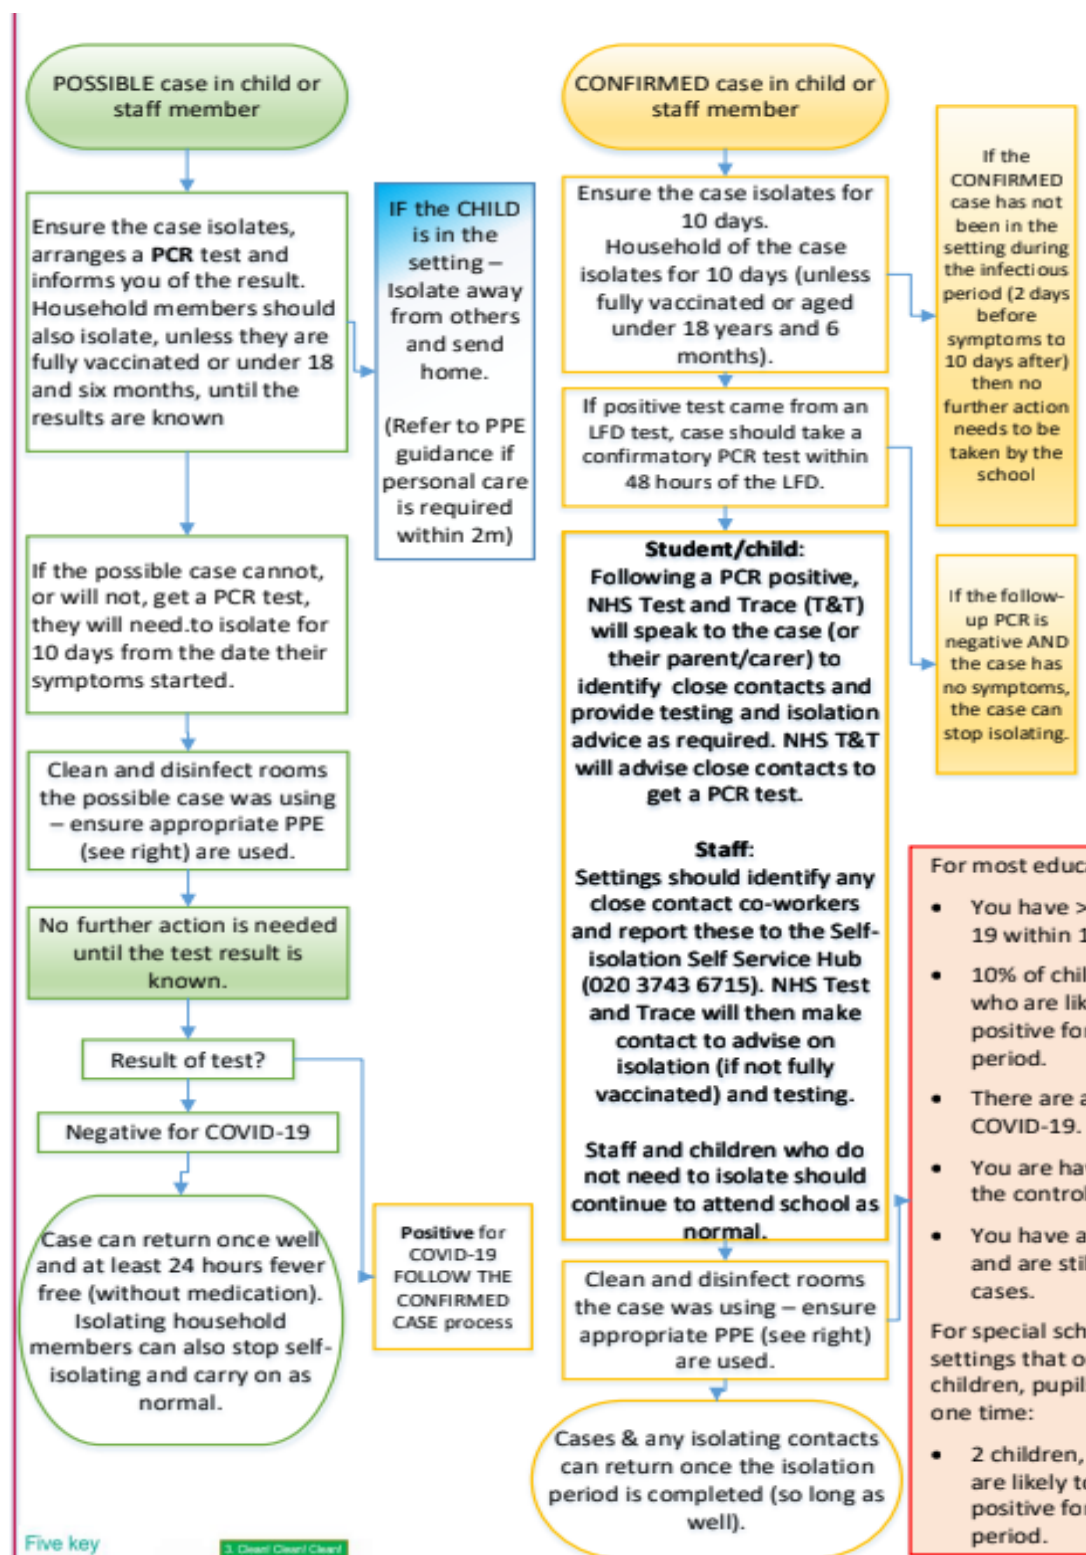 POSSIBLE case in child or
staff member
Ensure the case isolates,
arranges a PCR test and
informs you of the result.
Household members should
also isolate, unless they are
fully vaccinated or under 18
and six months, until the
results are known
IF the CHILD
is in the
setting –
Isolate away
from others
and send
home.
(Refer to PPE
guidance if
personal care
is required
within 2m)
If the possible case cannot,
or will not, get a PCR test,
they will need.to isolate for
10 days from the date their
symptoms started.
Clean and disinfect rooms
the possible case was using
– ensure appropriate PPE
(see right) are used.
No further action is needed
until the test result is
known.
Result of test?
Negative for COVID-19
Case can return once well
and at least 24 hours fever
free (without medication).
Isolating household
members can also stop self-
isolating and carry on as
normal.
Positive for
COVID-19
FOLLOW THE
CONFIRMED
CASE process
CONFIRMED case in child or
staff member
Ensure the case isolates for
10 days.
Household of the case
isolates for 10 days (unless
fully vaccinated or aged
under 18 years and 6
months).
If the
CONFIRMED
case has not
been in the
setting during
the infectious
period (2 days
before
symptoms to
10 days after)
then no
further action
needs to be
taken by the
school
If positive test came from an
LFD test, case should take a
confirmatory PCR test within
48 hours of the LFD.
If the follow-
up PCR is
negative AND
the case has
no symptoms,
the case can
stop isolating.
Student/child:
Following a PCR positive,
NHS Test and Trace (T&T)
will speak to the case (or
their parent/carer) to
identify close contacts and
provide testing and isolation
advice as required. NHS T&T
will advise close contacts to
get a PCR test.
Staff:
Settings should identify any
close contact co-workers
and report these to the Self-
isolation Self Service Hub
(020 3743 6715). NHS Test
and Trace will then make
contact to advise on
isolation (if not fully
vaccinated) and testing.
Staff and children who do
not need to isolate should
continue to attend school as
normal.
Clean and disinfect rooms
the case was using – ensure
appropriate PPE (see right)
are used.
Cases & any isolating contacts
can return once the isolation
period is completed (so long as
well).
For most educ
• You have >
19 within 1
• 10% of chil
who are lik
positive for
period.
• There are a
COVID-19.
• You are hav
the control
• You have a
and are stil
cases.
For special sch
settings that o
children, pupil
one time:
• 2 children,
are likely to
positive for
period.
Five key
3. Clean! Clean! Clean!